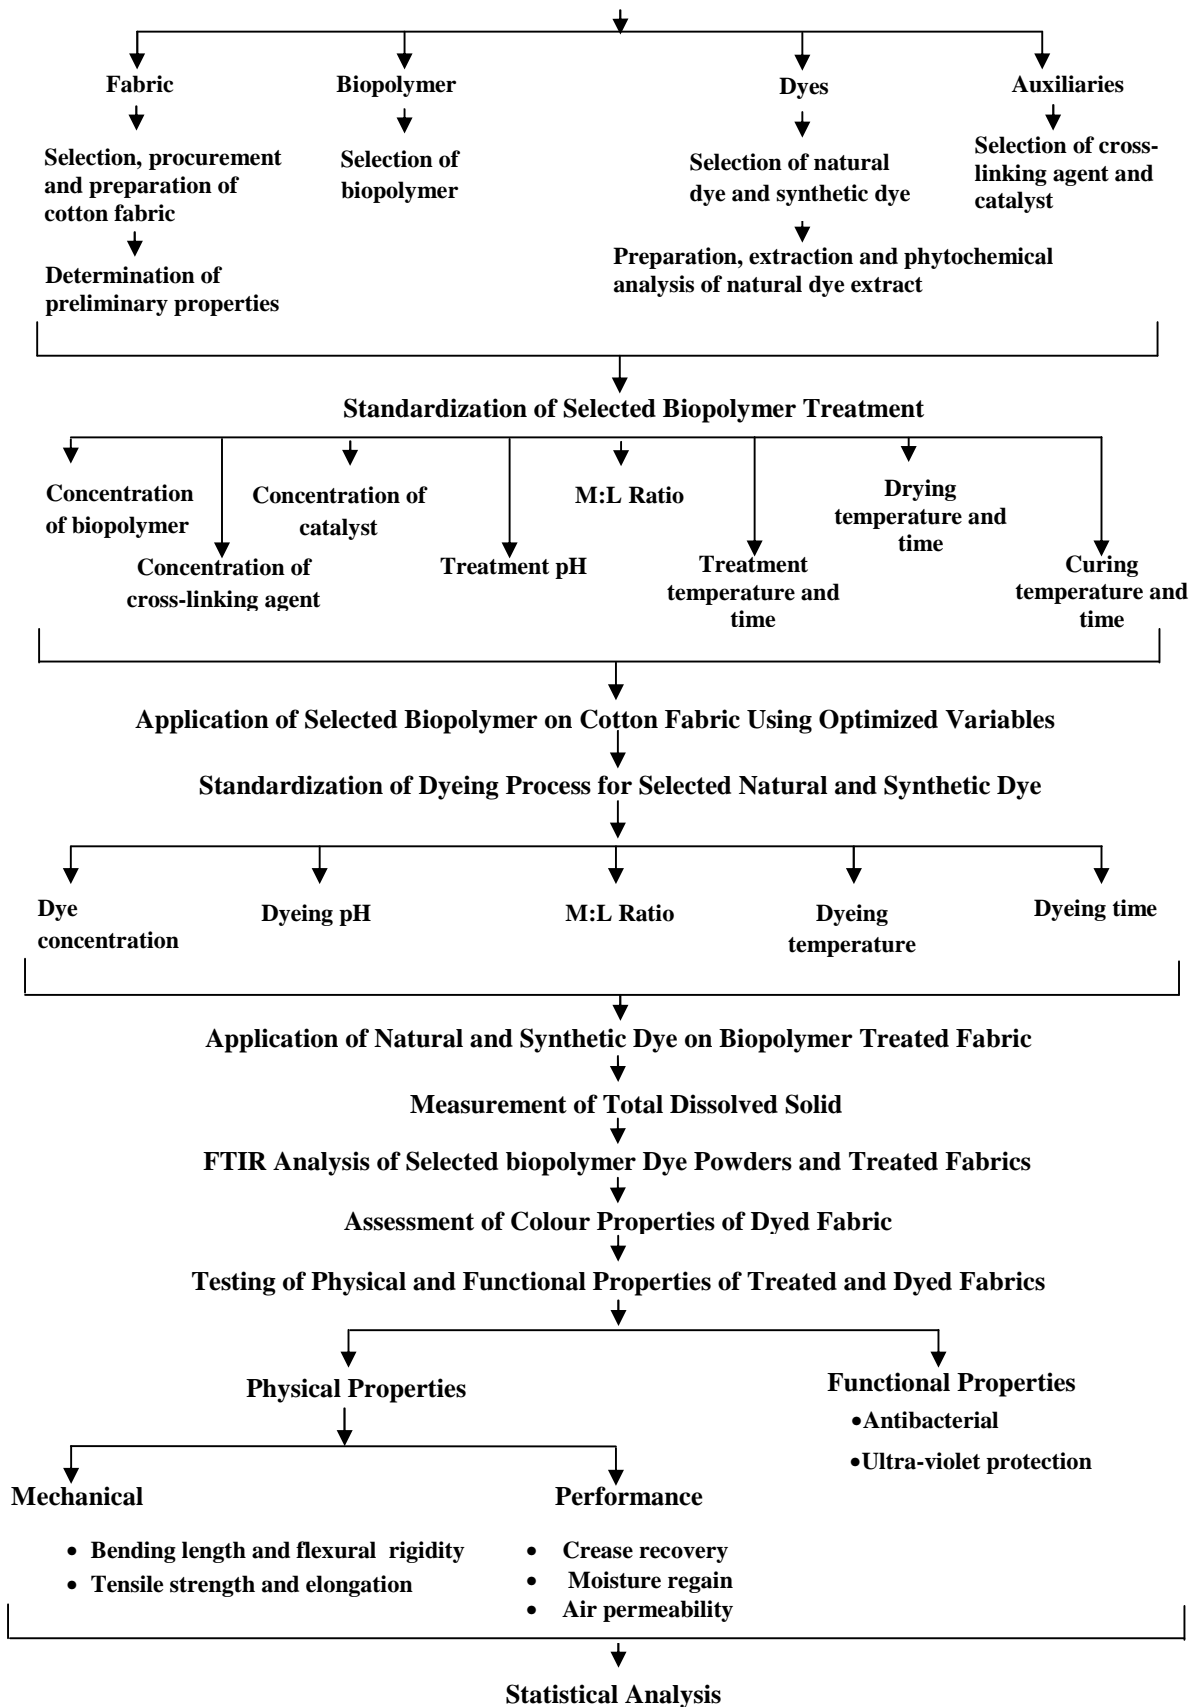 Fabric
Biopolymer
Dyes
Auxiliaries
Selection, procurement
and preparation of
cotton fabric
Selection of
biopolymer
Selection of natural
dye and synthetic dye
Selection of cross-
linking agent and
catalyst
Determination of
preliminary properties
Preparation, extraction and phytochemical
analysis of natural dye extract
Standardization of Selected Biopolymer Treatment
Concentration
of biopolymer
Concentration of
cross-linking agent
Concentration of
catalyst
Treatment pH
M:L Ratio
Treatment
temperature and
time
Drying
temperature and
time
Curing
temperature and
time
Application of Selected Biopolymer on Cotton Fabric Using Optimized Variables
Standardization of Dyeing Process for Selected Natural and Synthetic Dye
Dye
concentration
Dyeing pH
M:L Ratio
Dyeing
temperature
Dyeing time
Application of Natural and Synthetic Dye on Biopolymer Treated Fabric
Measurement of Total Dissolved Solid
FTIR Analysis of Selected biopolymer Dye Powders and Treated Fabrics
Assessment of Colour Properties of Dyed Fabric
Testing of Physical and Functional Properties of Treated and Dyed Fabrics
Physical Properties
Functional Properties
•Antibacterial
•Ultra-violet protection
Mechanical
• Bending length and flexural rigidity
• Tensile strength and elongation
Performance
• Crease recovery
• Moisture regain
• Air permeability
Statistical Analysis